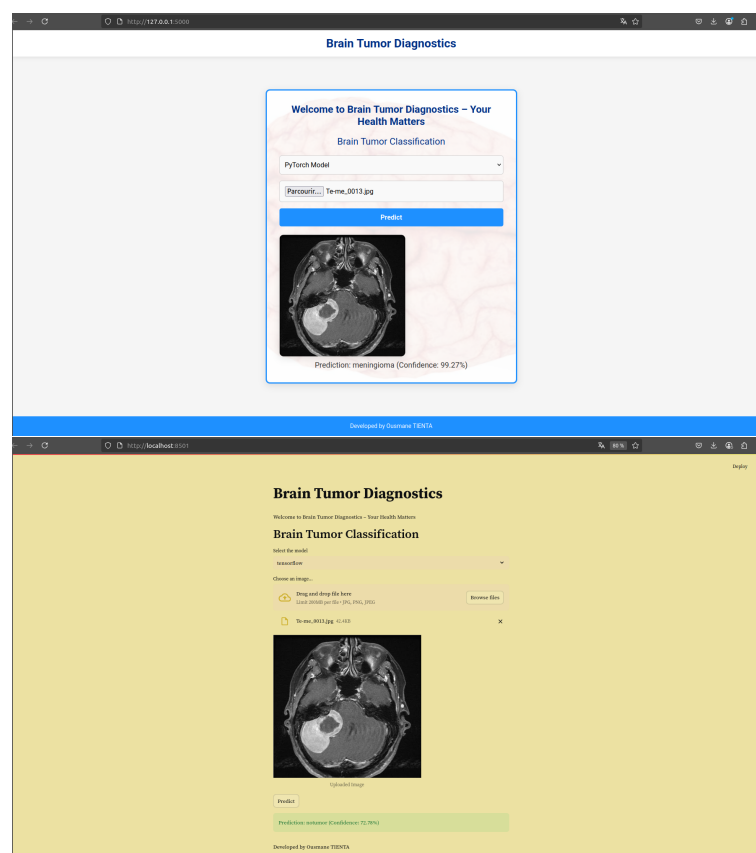 http://127.0.0.1:5000
Brain Tumor Diagnostics
Welcome to Brain Tumor Diagnostics – Your
Health Matters
Brain Tumor Classification
PyTorch Model
Parcourir... Te-me_0013.jpg
Predict
Prediction: meningioma (Confidence: 99.27%)
Developed by Ousmane TIENTA
http://localhost:8501 80 %
Deploy
Brain Tumor Diagnostics
Welcome to Brain Tumor Diagnostics – Your Health Matters
Brain Tumor Classification
Select the model
tensorflow
Choose an image...
Drag and drop file here
Limit 200MB per file • JPG, PNG, JPEG
Browse files
Te-me_0013.jpg 41.4KB
Uploaded Image
Predict
Prediction: notumor (Confidence: 72.78%)
Developed by Ousmane TIENTA